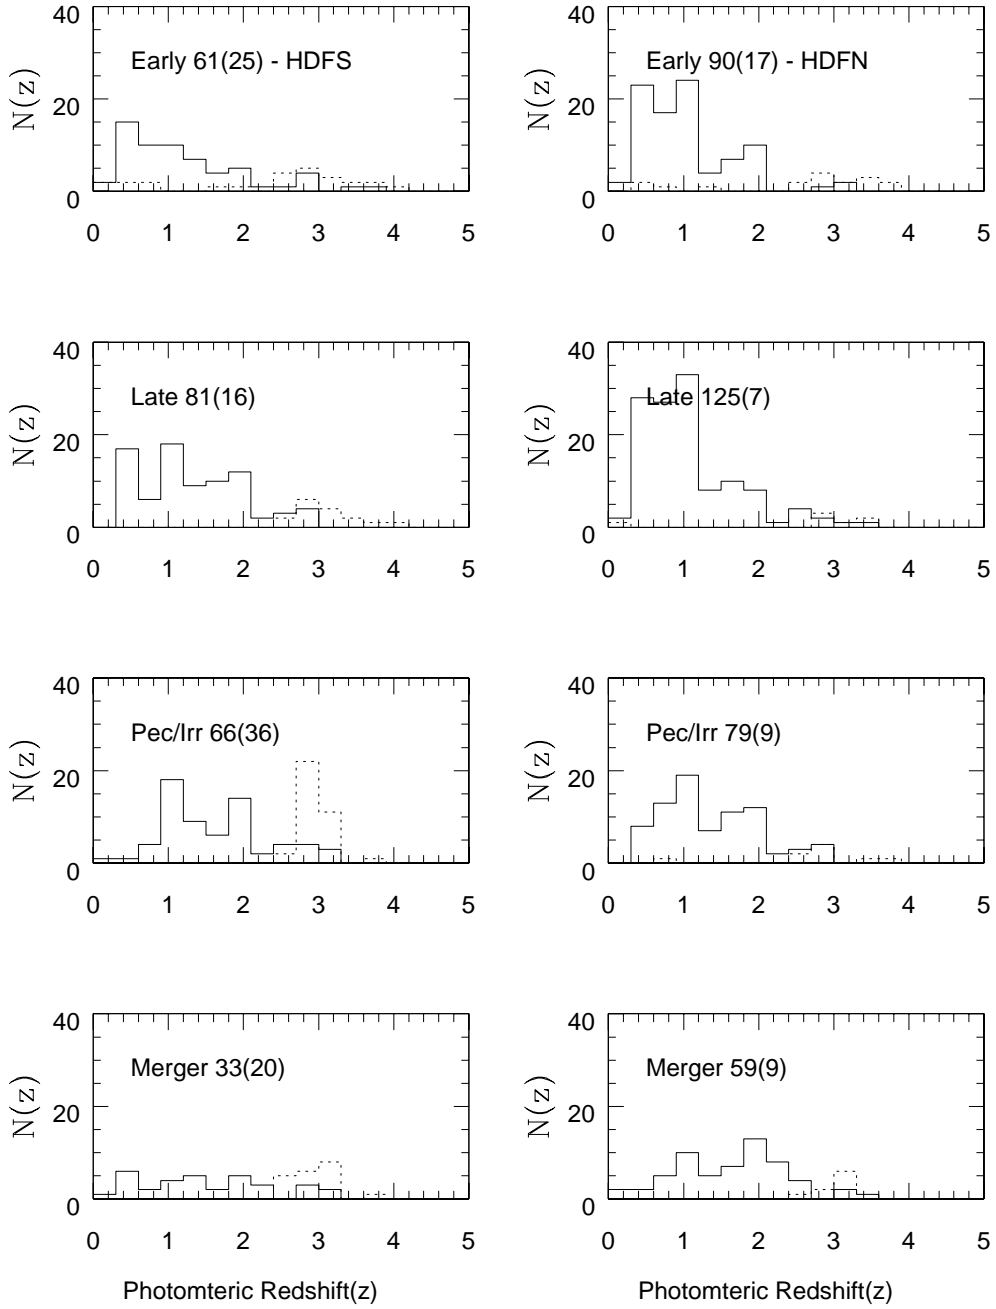 40
20
0
N(z)
Early 61(25) - HDFS
0 1 2 3 4 5
40
20
0
N(z)
Early 90(17) - HDFN
0 1 2 3 4 5
40
20
0
N(z)
Late 81(16)
0 1 2 3 4 5
40
20
0
N(z)
Late 125(7)
0 1 2 3 4 5
40
20
0
N(z)
Pec/Irr 66(36)
0 1 2 3 4 5
40
20
0
N(z)
Pec/Irr 79(9)
0 1 2 3 4 5
40
20
0
N(z)
Merger 33(20)
0 1 2 3 4 5
Photomteric Redshift(z)
40
20
0
N(z)
Merger 59(9)
0 1 2 3 4 5
Photomteric Redshift(z)